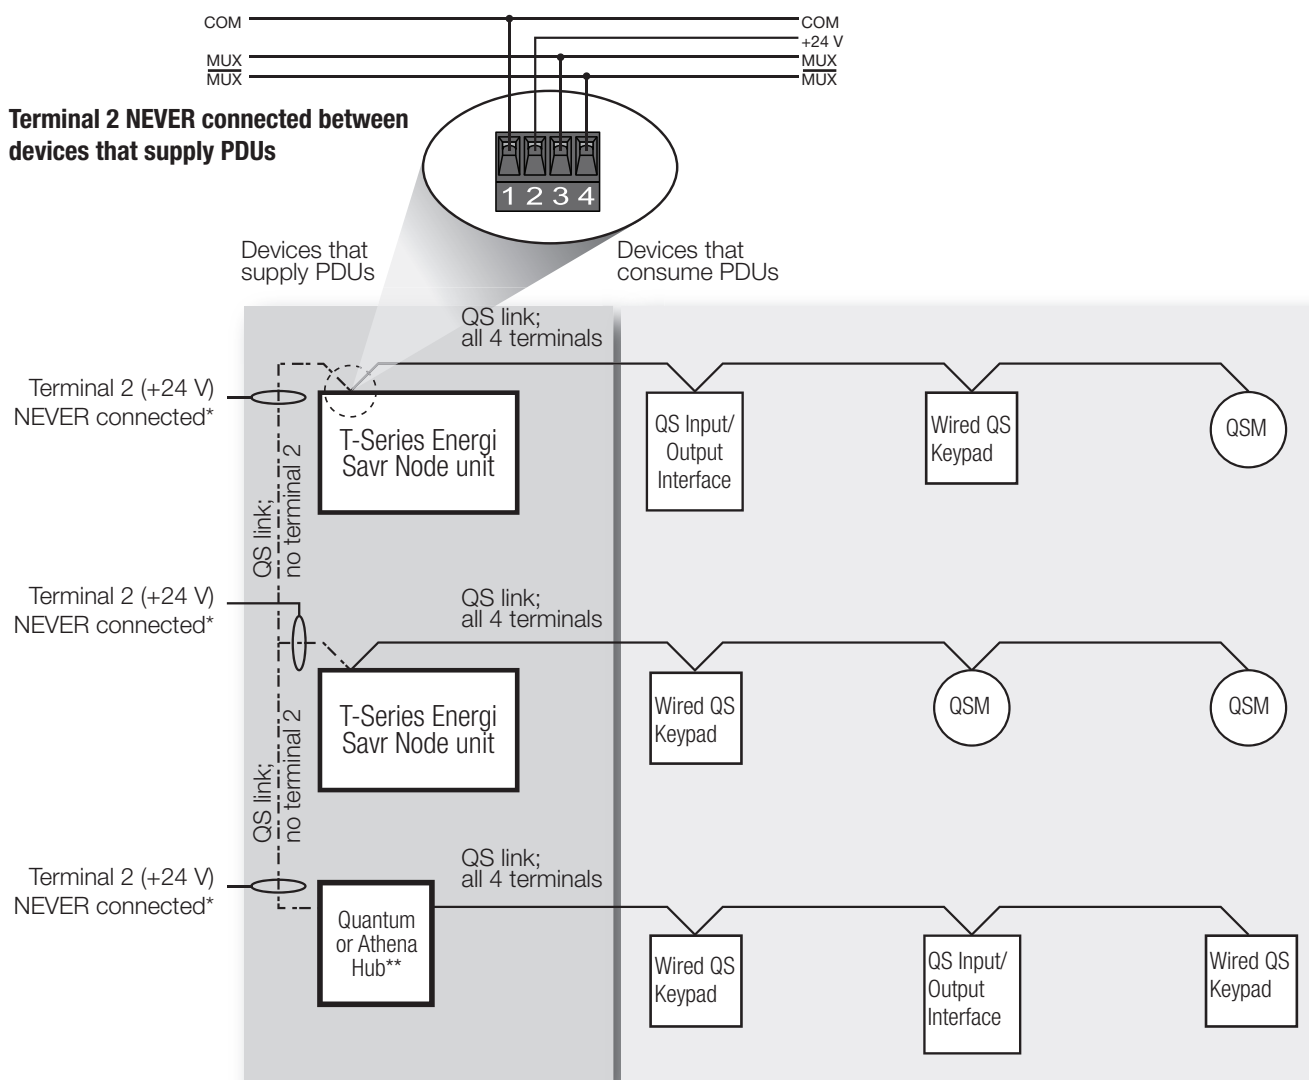 COM
COM
+24 V
MUX
MUX
MUX
MUX
Terminal 2 NEVER connected between
devices that supply PDUs
1 2 3 4
Devices that
supply PDUs
Devices that
consume PDUs
QS link;
all 4 terminals
Terminal 2 (+24 V)
NEVER connected*
T-Series Energi
Savr Node unit
QS Input/
Output
Interface
Wired QS
Keypad
QSM
QS link;
no terminal 2
Terminal 2 (+24 V)
NEVER connected*
QS link;
all 4 terminals
T-Series Energi
Savr Node unit
Wired QS
Keypad
QSM
QSM
QS link;
no terminal 2
Terminal 2 (+24 V)
NEVER connected*
QS link;
all 4 terminals
Quantum
or Athena
Hub**
Wired QS
Keypad
QS Input/
Output
Interface
Wired QS
Keypad